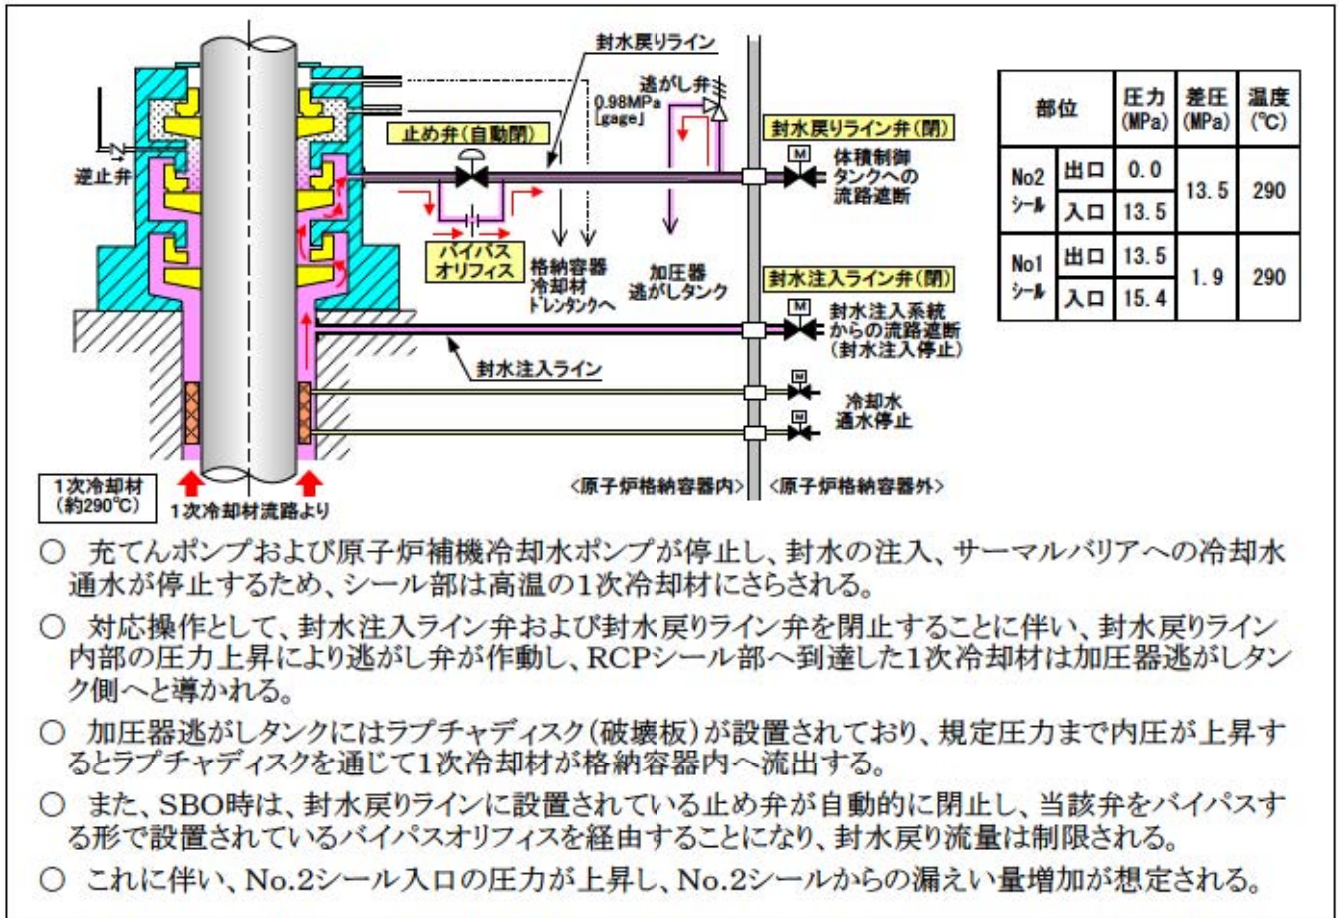 封水戻りライン
逃がし弁
0.98MPa
[gage]
止め弁(自動閉)
封水戻りライン弁(閉)
M
体積制御
タンクへの
流路遮断
逆止弁
バイパス
オリフィス
格納容器
冷却材
ドレンタンクへ
加圧器
逃がしタンク
封水注入ライン弁(閉)
M
封水注入系統
からの流路遮断
(封水注入停止)
封水注入ライン
M
冷却水
通水停止
M
1次冷却材
(約290℃)
1次冷却材流路より
<原子炉格納容器内>
<原子炉格納容器外>
部位 圧力(MPa) 差圧(MPa) 温度(℃)
No2シール 出口 0.0 13.5 290
入口 13.5
No1シール 出口 13.5 1.9 290
入口 15.4
○ 充てんポンプおよび原子炉補機冷却水ポンプが停止し、封水の注入、サーマルバリアへの冷却水
通水が停止するため、シール部は高温の1次冷却材にさらされる。
○ 対応操作として、封水注入ライン弁および封水戻りライン弁を閉止することに伴い、封水戻りライン
内部の圧力上昇により逃がし弁が作動し、RCPシール部へ到達した1次冷却材は加圧器逃がしタン
ク側へと導かれる。
○ 加圧器逃がしタンクにはラプチャディスク(破壊板)が設置されており、規定圧力まで内圧が上昇す
るとラプチャディスクを通じて1次冷却材が格納容器内へ流出する。
○ また、SBO時は、封水戻りラインに設置されている止め弁が自動的に閉止し、当該弁をバイパスす
る形で設置されているバイパスオリフィスを経由することになり、封水戻り流量は制限される。
○ これに伴い、No.2シール入口の圧力が上昇し、No.2シールからの漏えい量増加が想定される。